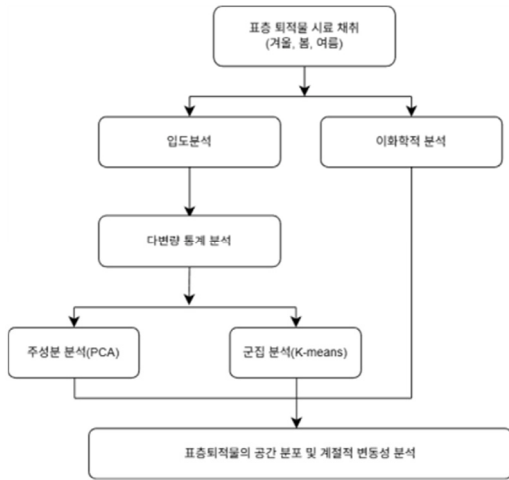 표층 퇴적물 시료 채취
(겨울, 봄, 여름)
입도분석
이화학적 분석
다변량 통계 분석
주성분 분석(PCA)
군집 분석(K-means)
표층퇴적물의 공간 분포 및 계절적 변동성 분석